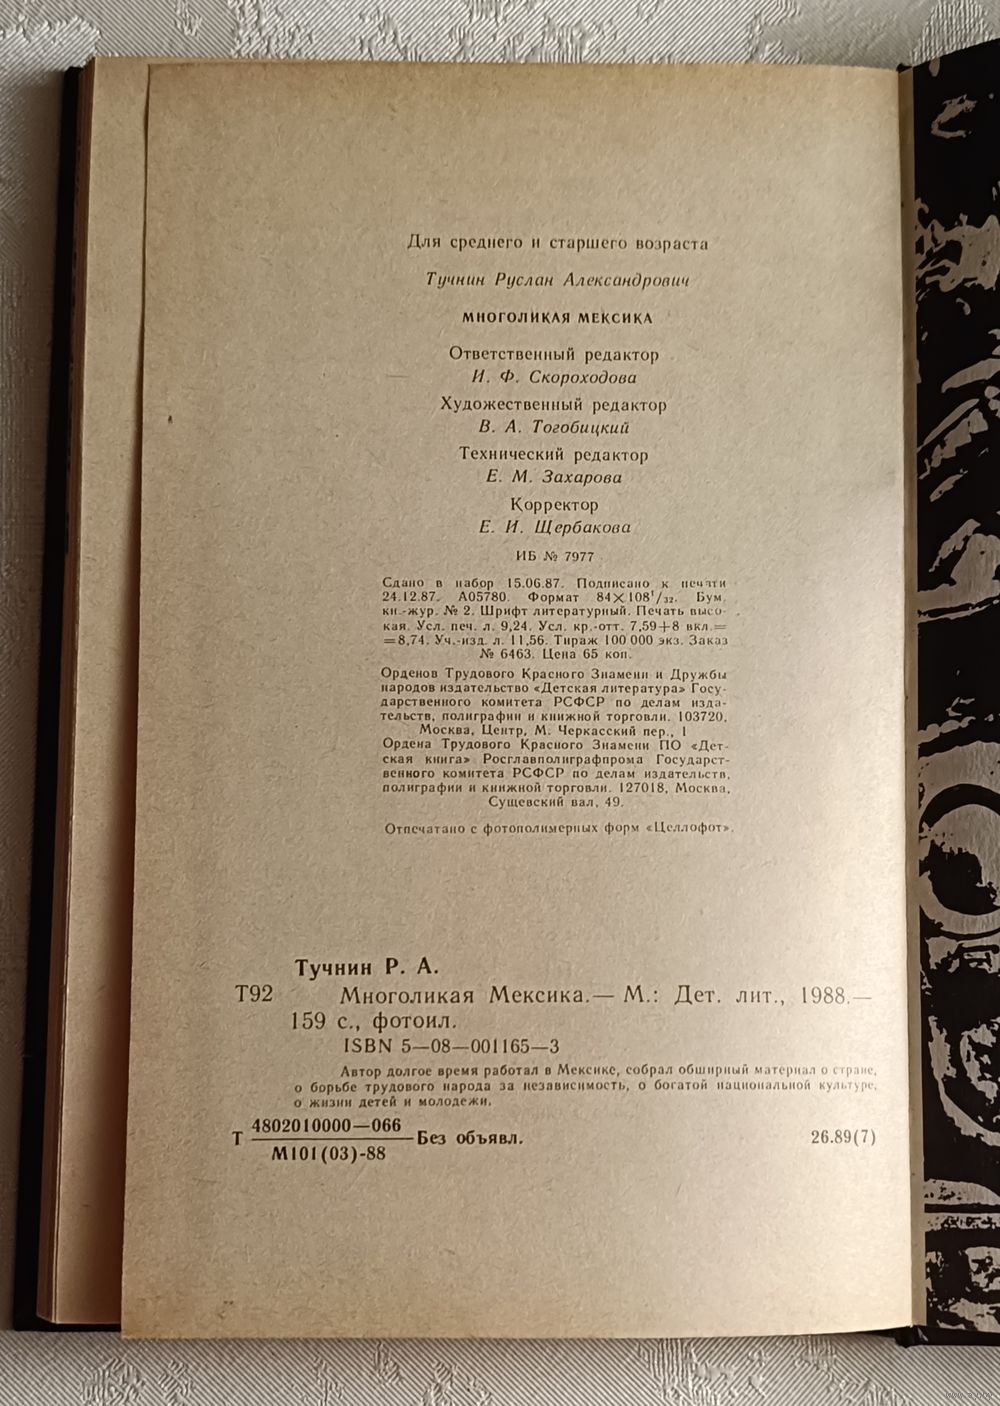 Для среднего и старшего возраста
Тучнин Руслан Александрович
МНОГОЛИКАЯ МЕКСИКА
Ответственный редактор
И. Ф. Скороходова
Художественный редактор
В. А. Тогобицкий
Технический редактор
Е. М. Захарова
Корректор
Е. И. Щербакова
ИБ № 7977
Сдано в набор 15.06.87. Подписано к печати
24.12.87. А05780. Формат 84×108¹/₃₂. Бум.
кн.-жур. № 2. Шрифт литературный. Печать высо-
кая. Усл. печ. л. 9,24. Усл. кр.-отт. 7,59+8 вкл.=
=8,74. Уч.-изд. л. 11,56. Тираж 100 000 экз. Заказ
№ 6463. Цена 65 коп.
Орденов Трудового Красного Знамени и Дружбы
народов издательство «Детская литература» Госу-
дарственного комитета РСФСР по делам изда-
тельств, полиграфии и книжной торговли. 103720,
Москва, Центр, М. Черкасский пер., 1
Ордена Трудового Красного Знамени ПО «Дет-
ская книга» Росглавполиграфпрома Государст-
венного комитета РСФСР по делам издательств,
полиграфии и книжной торговли. 127018, Москва,
Сущевский вал, 49.
Отпечатано с фотополимерных форм «Целлофот».
Тучнин Р. А.
Т92 Многоликая Мексика.— М.: Дет. лит., 1988.—
159 с., фотоил.
ISBN 5—08—001165—3
Автор долгое время работал в Мексике, собрал обширный материал о стране,
о борьбе трудового народа за независимость, о богатой национальной культуре,
о жизни детей и молодежи.
4802010000—066
Т Без объявл. 26.89(7)
М101(03)-88